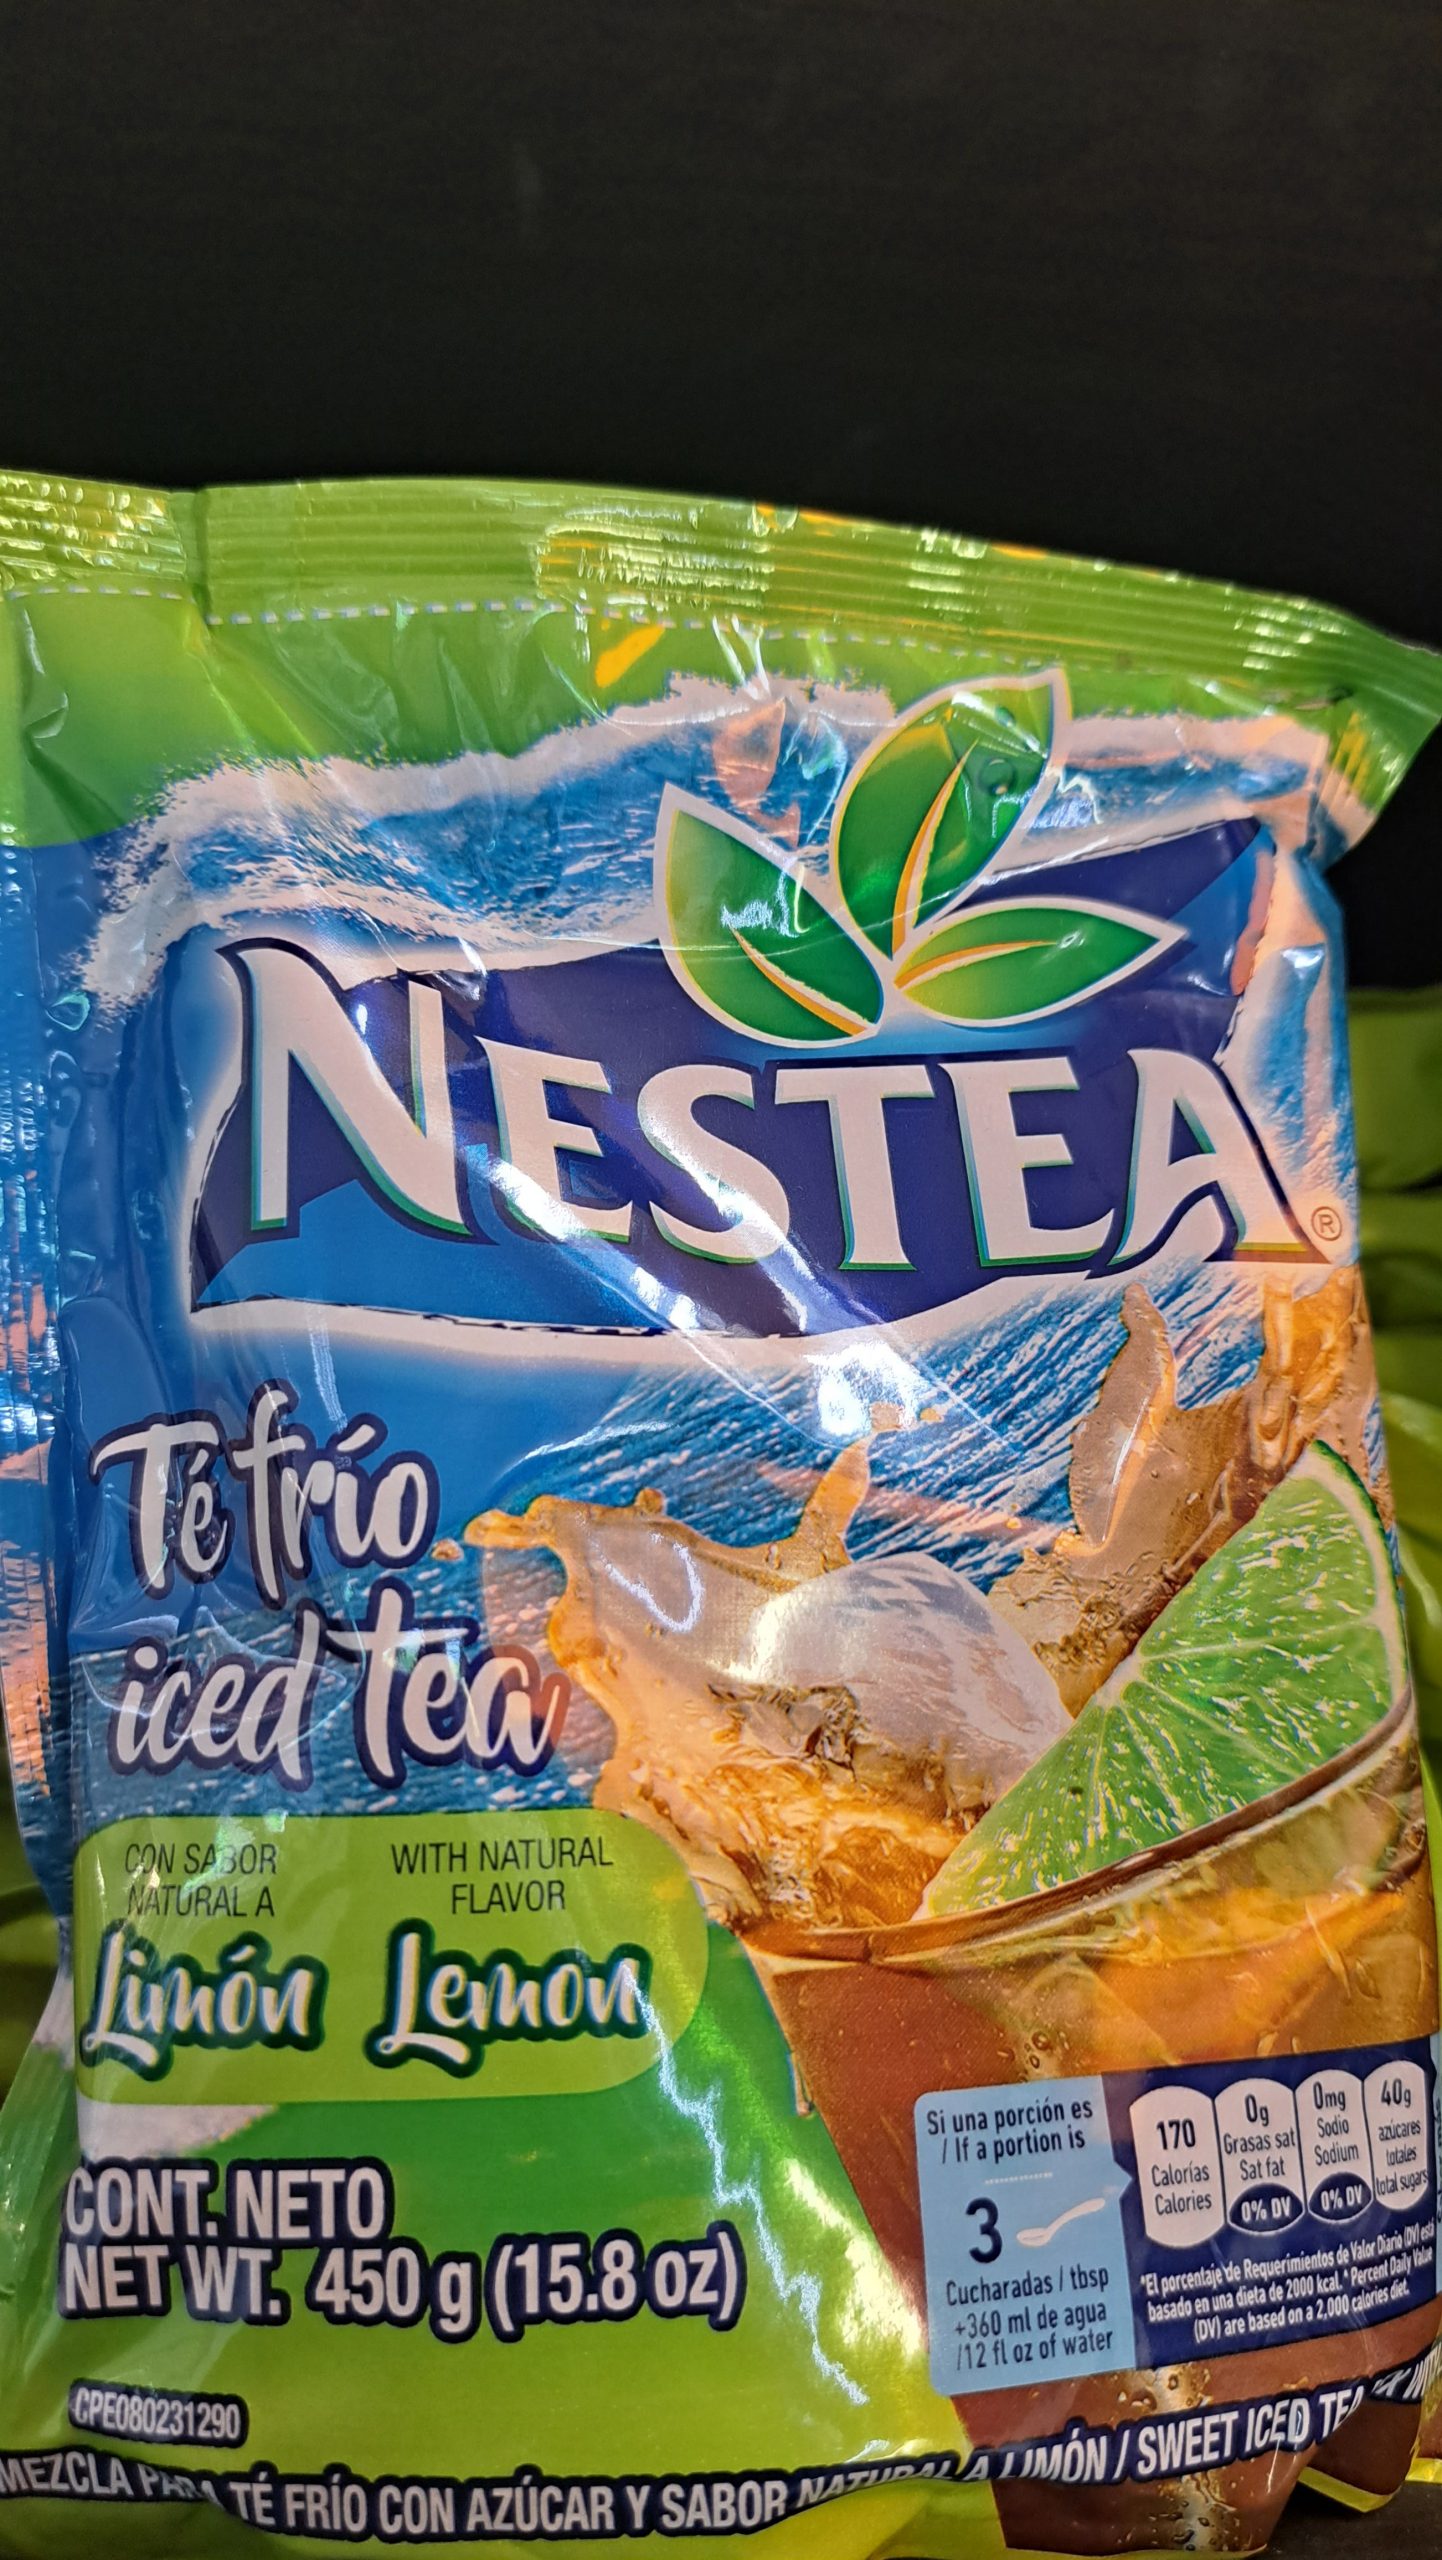 NESTEA®
Té frío
iced tea
CON SABOR
NATURAL A
Limón
WITH NATURAL
FLAVOR
Lemon
CONT. NETO
NET WT. 450 g (15.8 oz)
CPE080231290
Si una porción es
/ If a portion is
3
Cucharadas / tbsp
+360 ml de agua
/12 fl oz of water
170
Calorías
Calories
0g
Grasas sat
Sat fat
0% DV
0mg
Sodio
Sodium
0% DV
40g
azúcares
totales
total sugars
*El porcentaje de Requerimientos de Valor Diario (DV) está
basado en una dieta de 2000 kcal. * Percent Daily Value
(DV) are based on a 2,000 calories diet.
MEZCLA PARA TÉ FRÍO CON AZÚCAR Y SABOR NATURAL A LIMÓN / SWEET ICED TEA